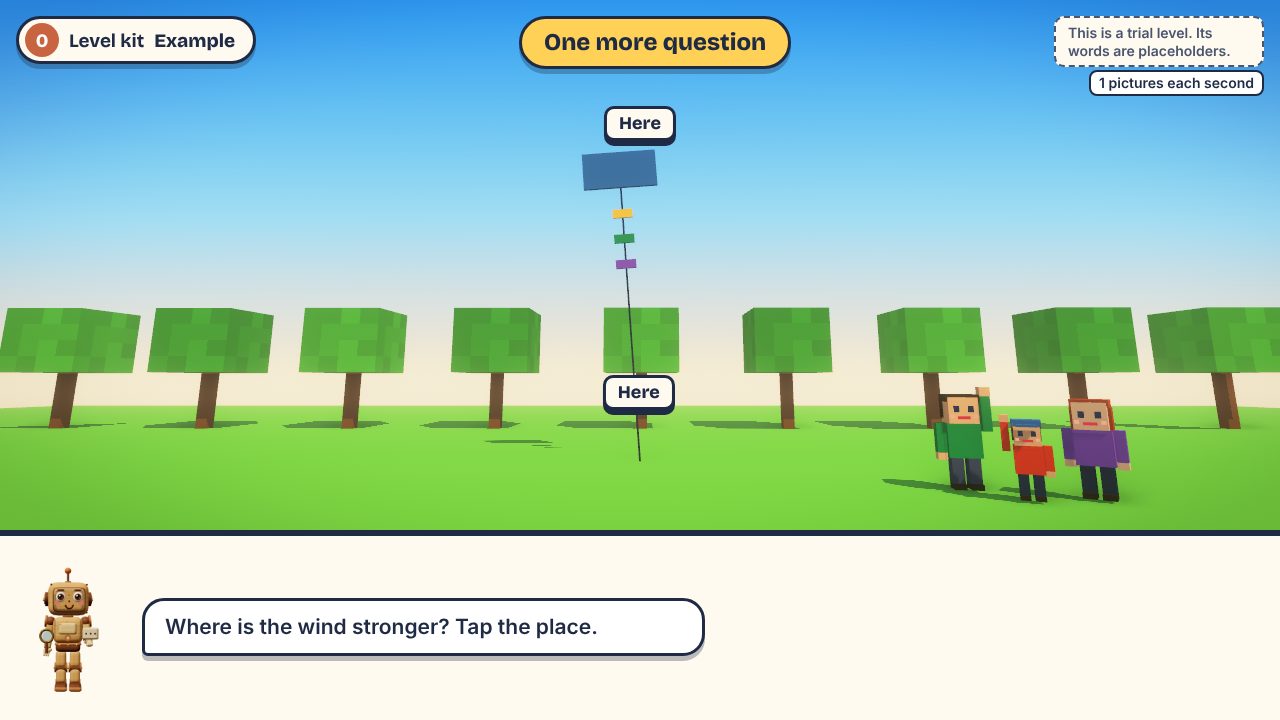 0 Level kit Example
One more question
This is a trial level. Its
words are placeholders.
1 pictures each second
Here
Here
Where is the wind stronger? Tap the place.